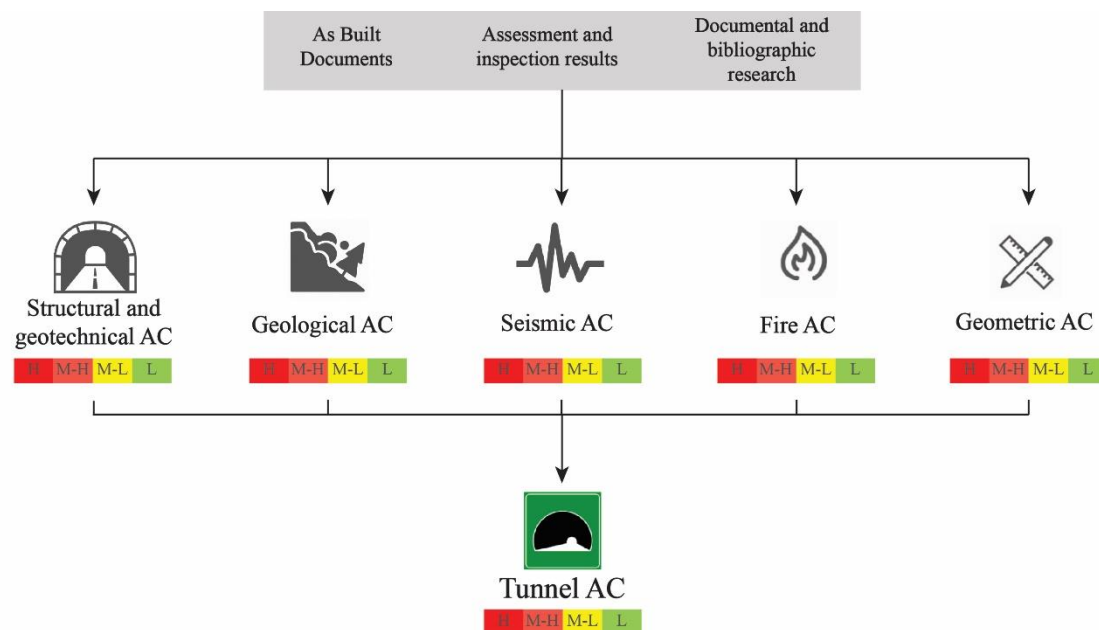 As Built
Documents
Assessment and
inspection results
Documental and
bibliographic
research
Structural and
geotechnical AC
Geological AC
Seismic AC
Fire AC
Geometric AC
H M-H M-L L
H M-H M-L L
H M-H M-L L
H M-H M-L L
H M-H M-L L
Tunnel AC
H M-H M-L L